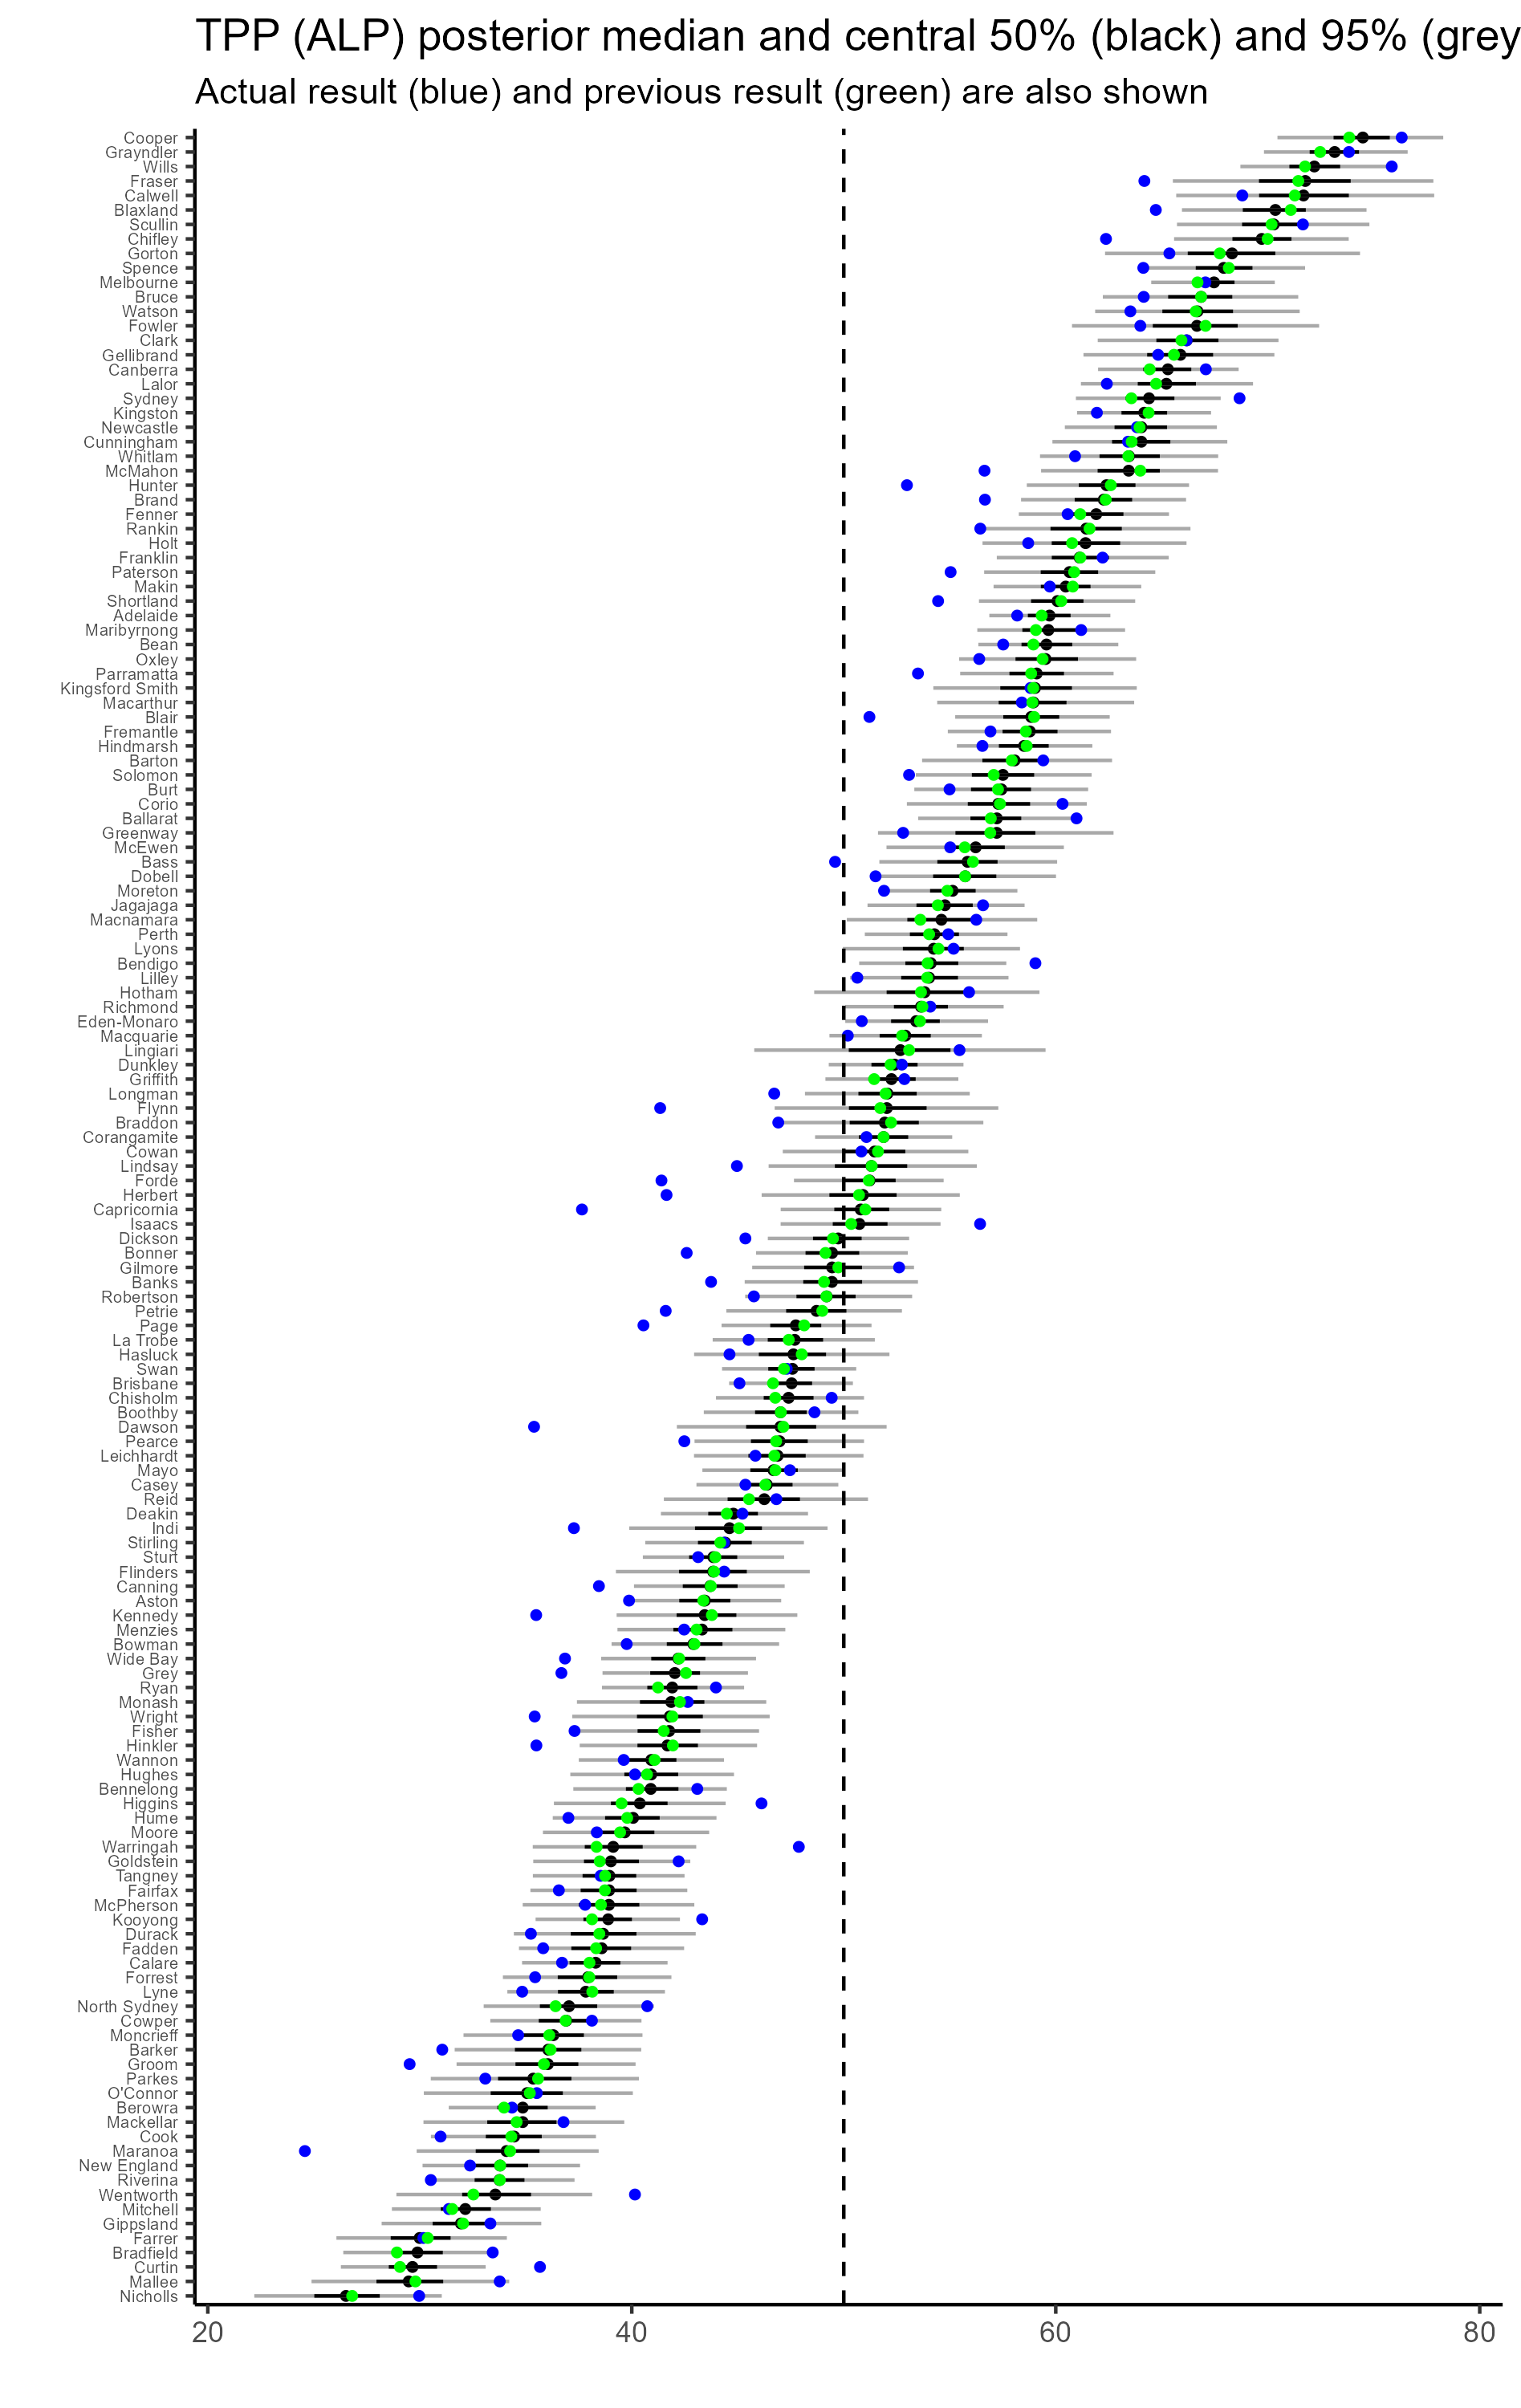 TPP (ALP) posterior median and central 50% (black) and 95% (grey
Actual result (blue) and previous result (green) are also shown
Cooper
Grayndler
Wills
Fraser
Calwell
Blaxland
Scullin
Chifley
Gorton
Spence
Melbourne
Bruce
Watson
Fowler
Clark
Gellibrand
Canberra
Lalor
Sydney
Kingston
Newcastle
Cunningham
Whitlam
McMahon
Hunter
Brand
Fenner
Rankin
Holt
Franklin
Paterson
Makin
Shortland
Adelaide
Maribyrnong
Bean
Oxley
Parramatta
Kingsford Smith
Macarthur
Blair
Fremantle
Hindmarsh
Barton
Solomon
Burt
Corio
Ballarat
Greenway
McEwen
Bass
Dobell
Moreton
Jagajaga
Macnamara
Perth
Lyons
Bendigo
Lilley
Hotham
Richmond
Eden-Monaro
Macquarie
Lingiari
Dunkley
Griffith
Longman
Flynn
Braddon
Corangamite
Cowan
Lindsay
Forde
Herbert
Capricornia
Isaacs
Dickson
Bonner
Gilmore
Banks
Robertson
Petrie
Page
La Trobe
Hasluck
Swan
Brisbane
Chisholm
Boothby
Dawson
Pearce
Leichhardt
Mayo
Casey
Reid
Deakin
Indi
Stirling
Sturt
Flinders
Canning
Aston
Kennedy
Menzies
Bowman
Wide Bay
Grey
Ryan
Monash
Wright
Fisher
Hinkler
Wannon
Hughes
Bennelong
Higgins
Hume
Moore
Warringah
Goldstein
Tangney
Fairfax
McPherson
Kooyong
Durack
Fadden
Calare
Forrest
Lyne
North Sydney
Cowper
Moncrieff
Barker
Groom
Parkes
O'Connor
Berowra
Mackellar
Cook
Maranoa
New England
Riverina
Wentworth
Mitchell
Gippsland
Farrer
Bradfield
Curtin
Mallee
Nicholls
20 40 60 80